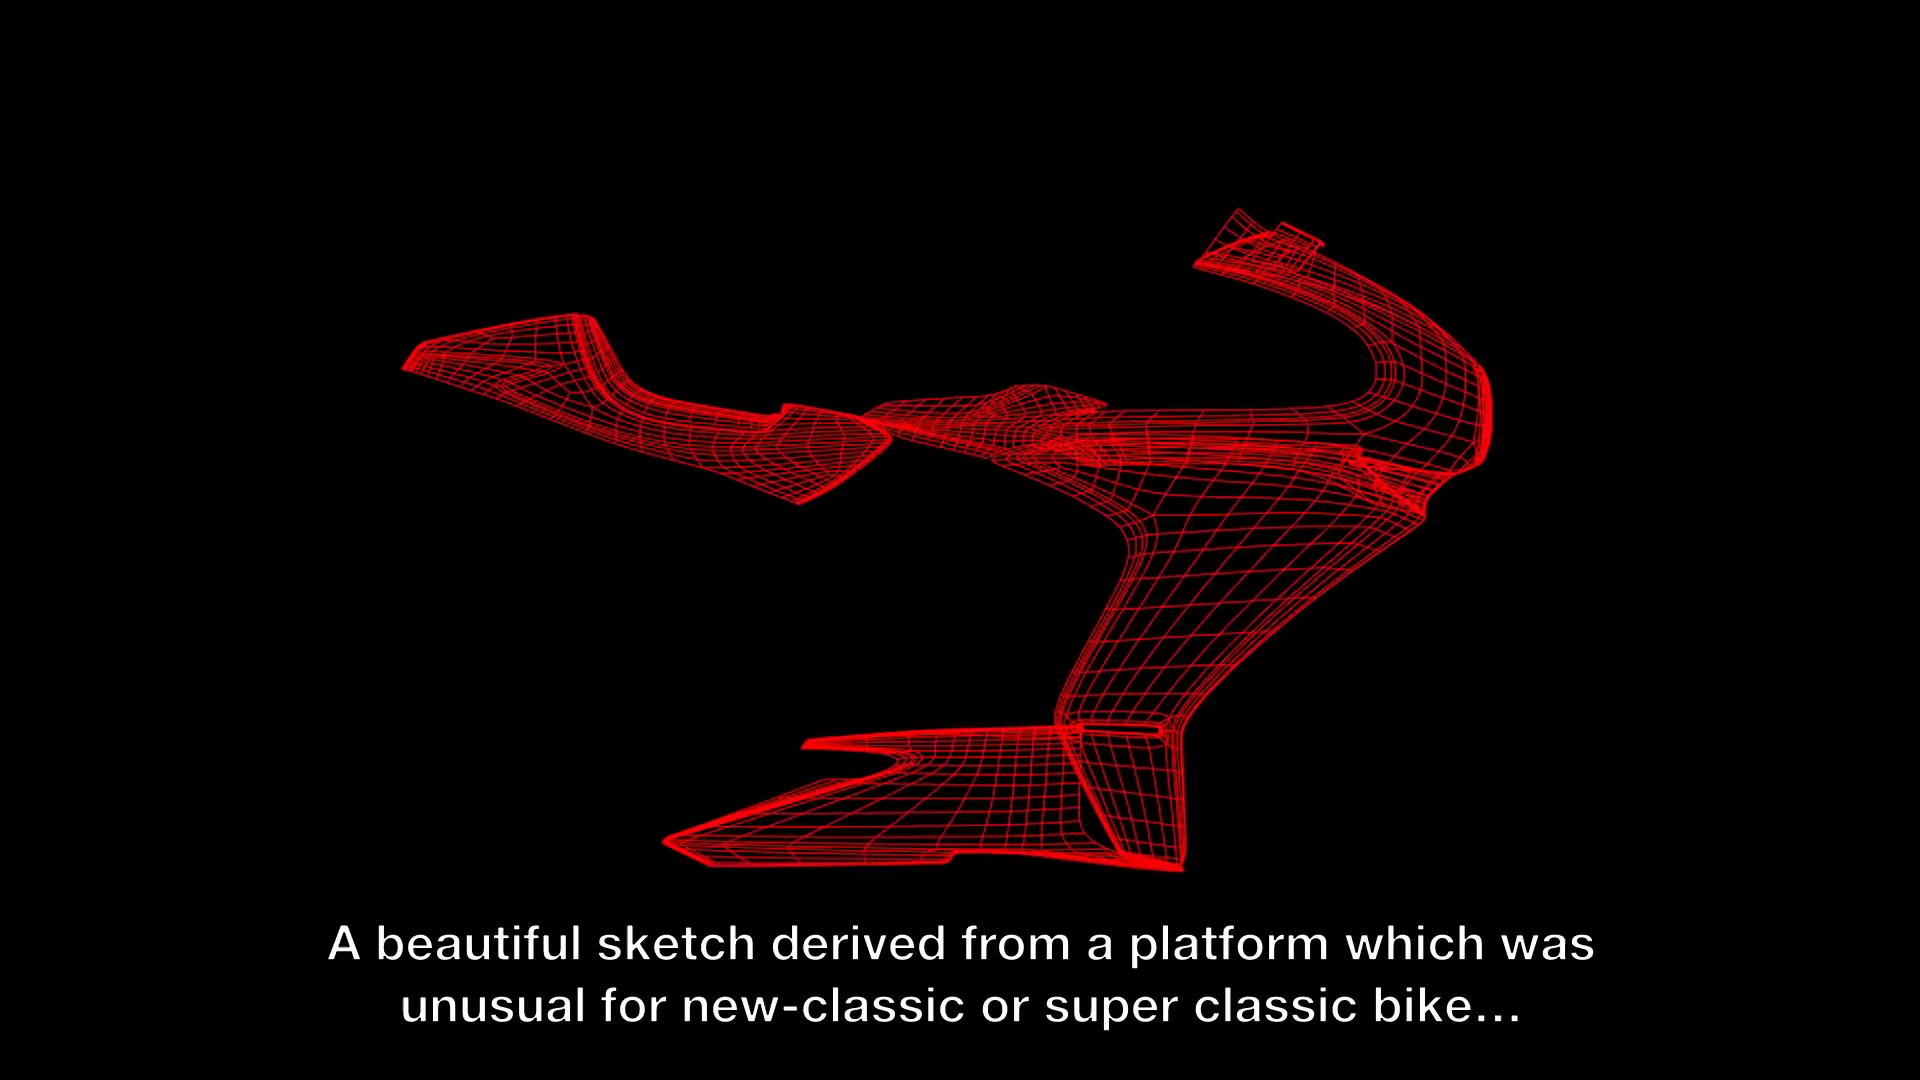 A beautiful sketch derived from a platform which was
unusual for new-classic or super classic bike...